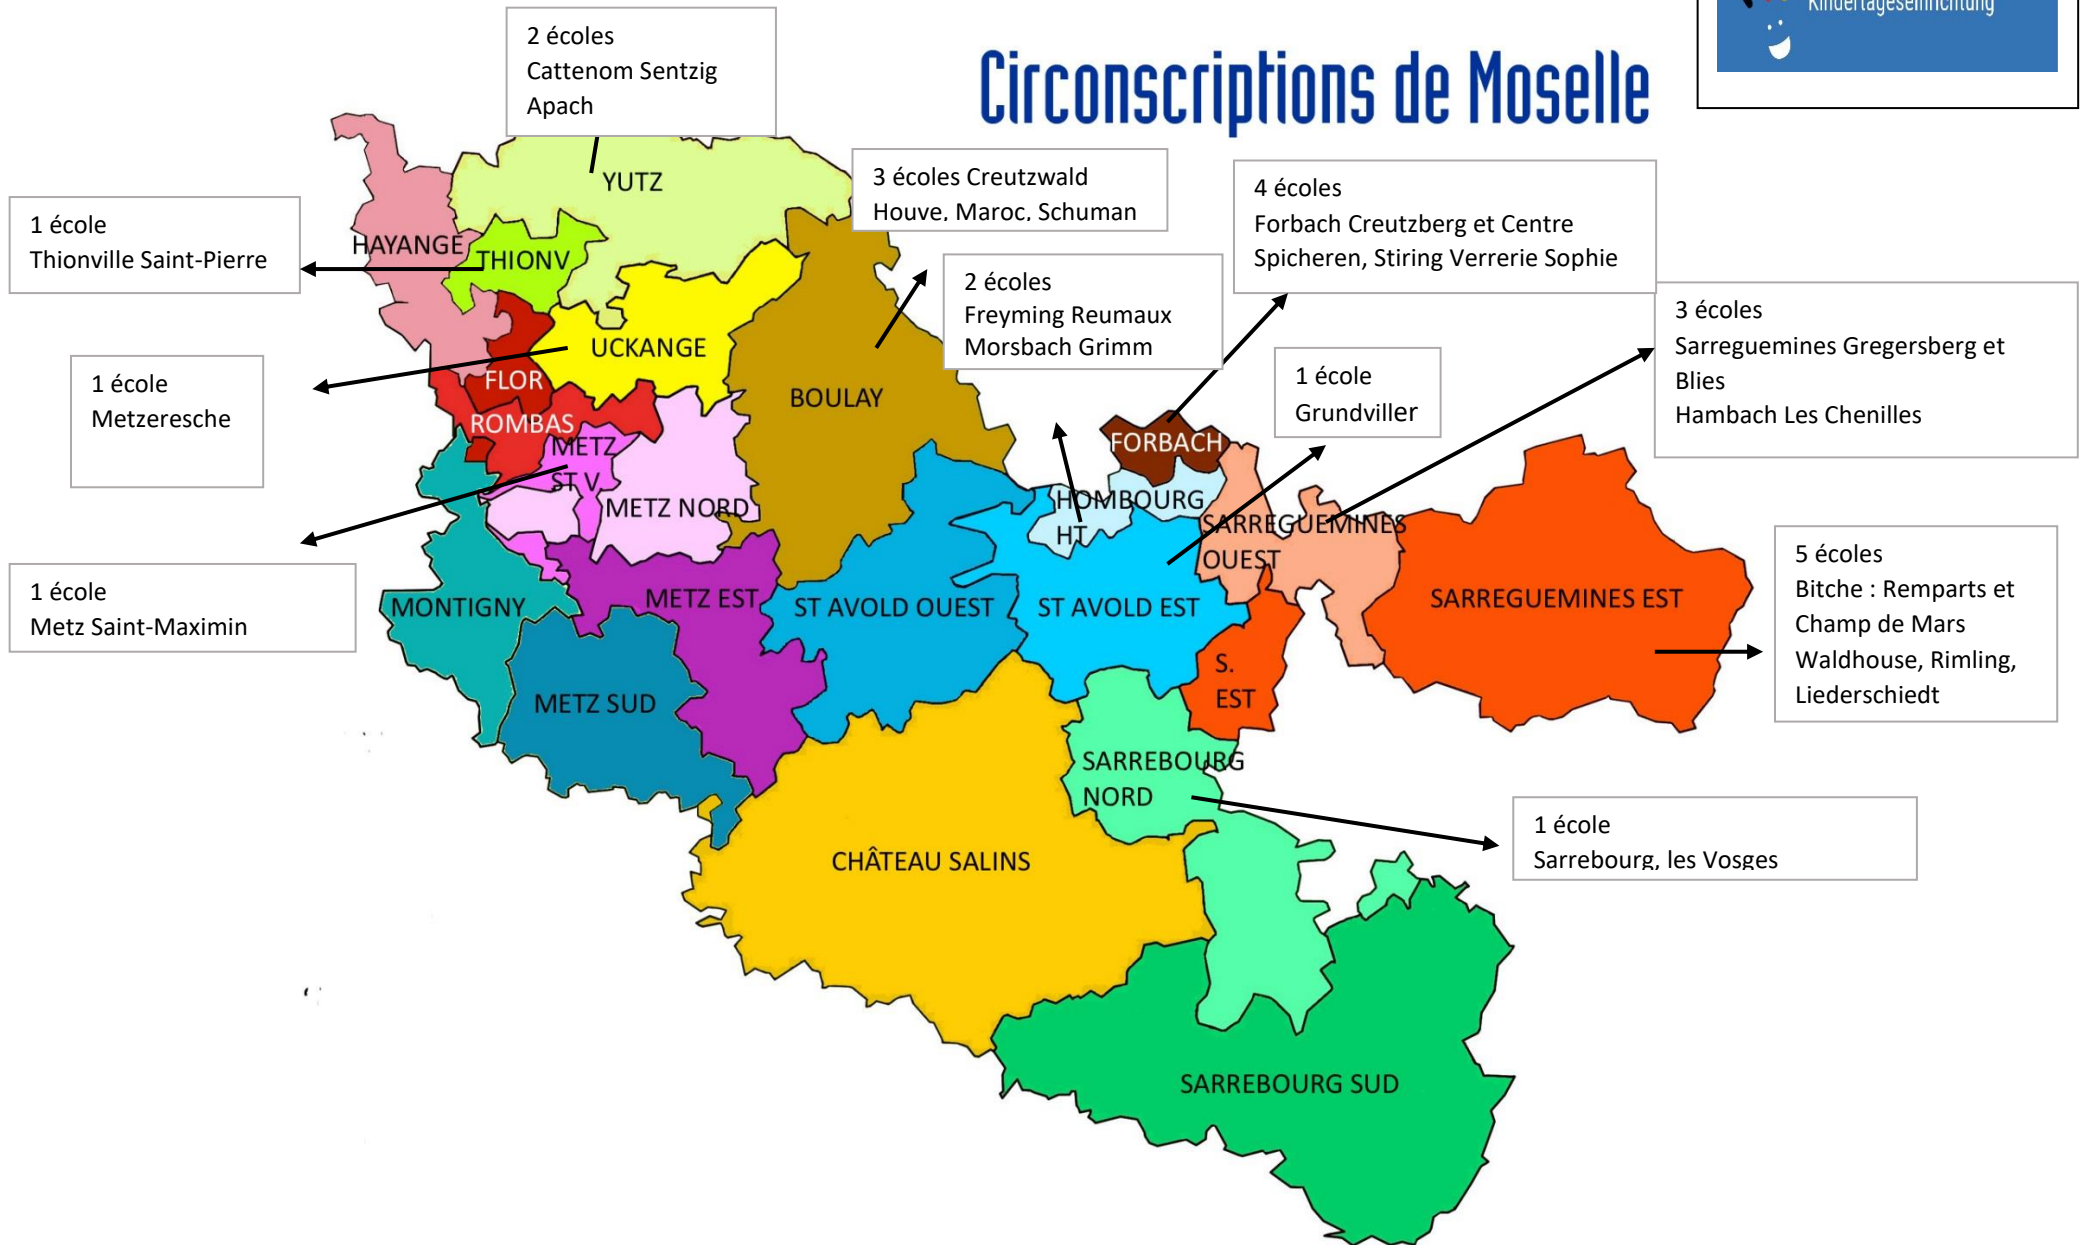 Kindertageseinrichtung
Circonscriptions de Moselle
2 écoles
Cattenom Sentzig
Apach
3 écoles Creutzwald
Houve, Maroc, Schuman
4 écoles
Forbach Creutzberg et Centre
Spicheren, Stiring Verrerie Sophie
1 école
Thionville Saint-Pierre
2 écoles
Freyming Reumaux
Morsbach Grimm
3 écoles
Sarreguemines Gregersberg et
Blies
Hambach Les Chenilles
1 école
Metzeresche
1 école
Grundviller
5 écoles
Bitche : Remparts et
Champ de Mars
Waldhouse, Rimling,
Liederschiedt
1 école
Metz Saint-Maximin
1 école
Sarrebourg, les Vosges
YUTZ
HAYANGE
THIONV
UCKANGE
FLOR
ROMBAS
BOULAY
METZ
ST V
METZ NORD
FORBACH
HOMBOURG
HT
SARREGUEMINES
OUEST
MONTIGNY
METZ EST
ST AVOLD OUEST
ST AVOLD EST
SARREGUEMINES EST
S.
EST
METZ SUD
SARREBOURG
NORD
CHÂTEAU SALINS
SARREBOURG SUD